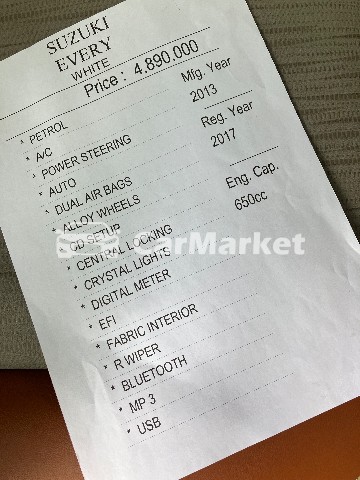 SUZUKI
EVERY
WHITE
Price : 4,890.000
* PETROL
* A/C
* POWER STEERING
* AUTO
* DUAL AIR BAGS
* ALLOY WHEELS
* CD SETUP
* CENTRAL LOCKING
* CRYSTAL LIGHTS
* DIGITAL METER
* EFI
* FABRIC INTERIOR
* R WIPER
* BLUETOOTH
* MP 3
* USB
Mfg. Year
2013
Reg. Year
2017
Eng. Cap.
650cc
CarMarket